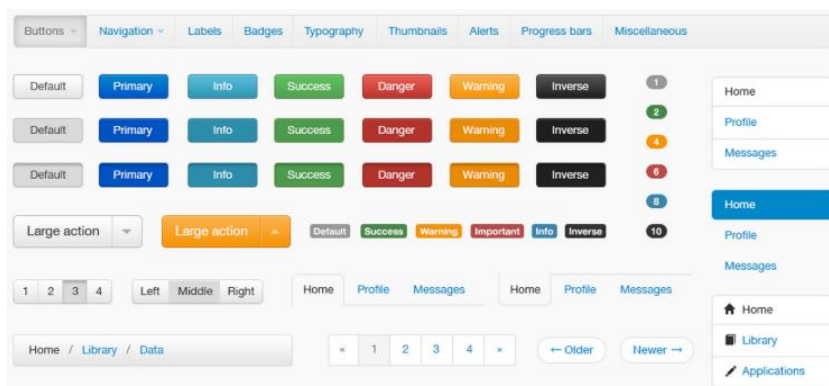 Buttons Navigation Labels Badges Typography Thumbnails Alerts Progress bars Miscellaneous
Default Primary Info Success Danger Warning Inverse 1
Home
2
Profile
Default Primary Info Success Danger Warning Inverse
4
Messages
Default Primary Info Success Danger Warning Inverse 6
8 Home
Large action Large action Default Success Warning Important Info Inverse 10
Profile
Messages
1 2 3 4 Left Middle Right Home Profile Messages Home Profile Messages
Home
Library
Home / Library / Data « 1 2 3 4 » ← Older Newer →
Applications